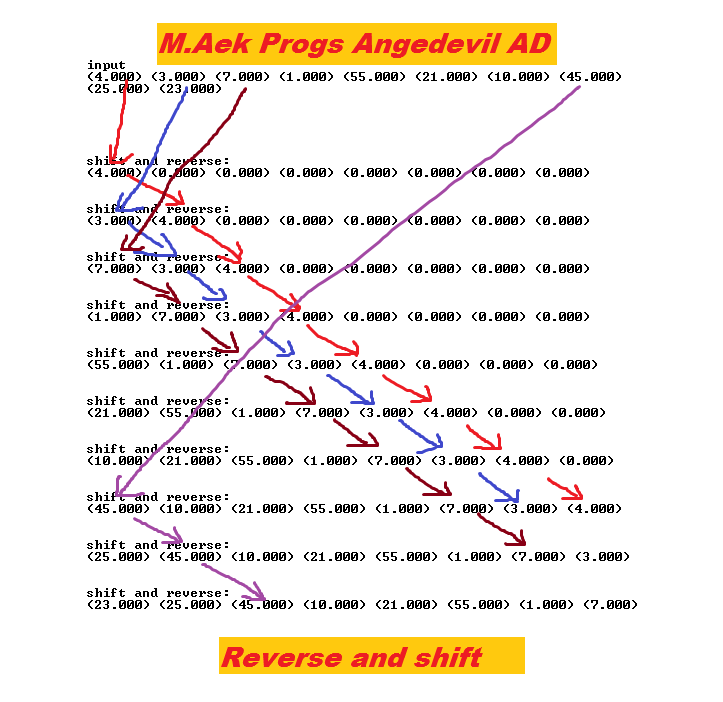 M.Aek Progs Angedevil AD
input
(4.000) (3.000) (7.000) (1.000) (55.000) (21.000) (10.000) (45.000)
(25.000) (23.000)
shift and reverse:
(4.000) (0.000) (0.000) (0.000) (0.000) (0.000) (0.000) (0.000)
shift and reverse:
(3.000) (4.000) (0.000) (0.000) (0.000) (0.000) (0.000) (0.000)
shift and reverse:
(7.000) (3.000) (4.000) (0.000) (0.000) (0.000) (0.000) (0.000)
shift and reverse:
(1.000) (7.000) (3.000) (4.000) (0.000) (0.000) (0.000) (0.000)
shift and reverse:
(55.000) (1.000) (7.000) (3.000) (4.000) (0.000) (0.000) (0.000)
shift and reverse:
(21.000) (55.000) (1.000) (7.000) (3.000) (4.000) (0.000) (0.000)
shift and reverse:
(10.000) (21.000) (55.000) (1.000) (7.000) (3.000) (4.000) (0.000)
shift and reverse:
(45.000) (10.000) (21.000) (55.000) (1.000) (7.000) (3.000) (4.000)
shift and reverse:
(25.000) (45.000) (10.000) (21.000) (55.000) (1.000) (7.000) (3.000)
shift and reverse:
(23.000) (25.000) (45.000) (10.000) (21.000) (55.000) (1.000) (7.000)
Reverse and shift